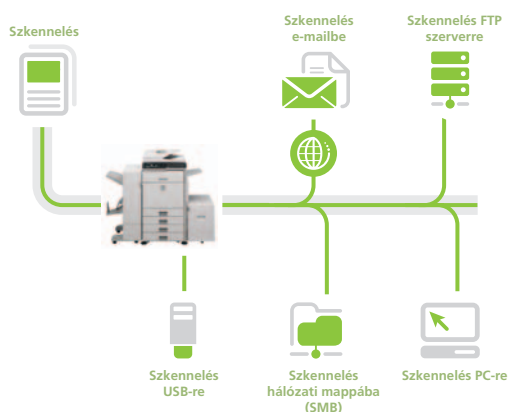 Szkennelés
Szkennelés
e-mailbe
Szkennelés FTP
szerverre
Szkennelés
USB-re
Szkennelés
hálózati mappába
(SMB)
Szkennelés PC-re